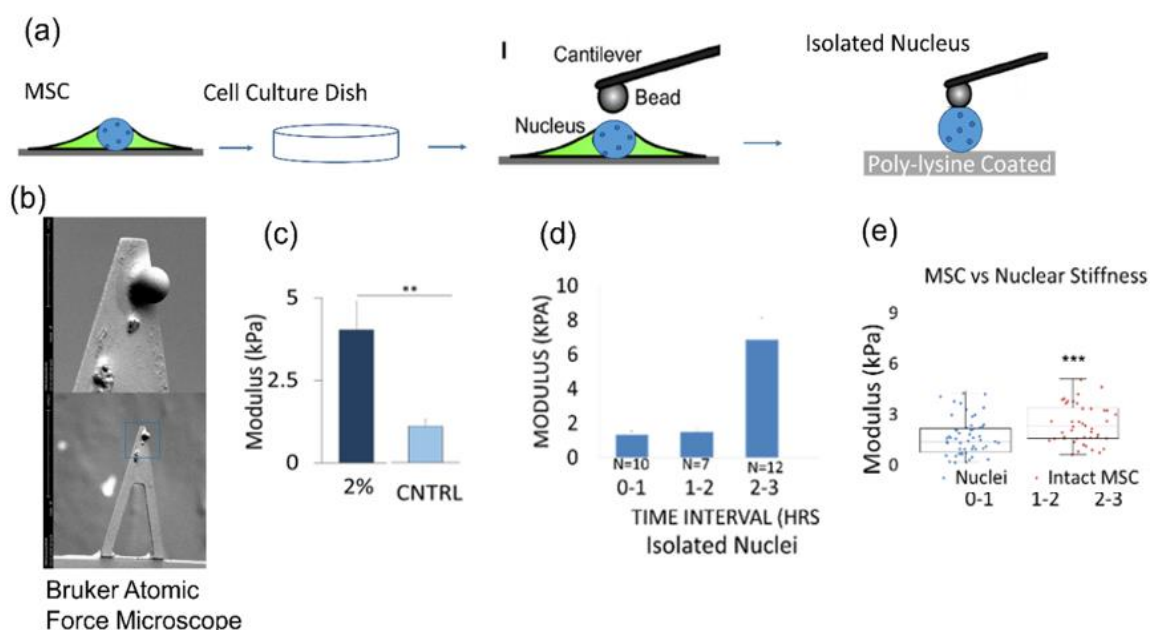 (a)
MSC
Cell Culture Dish
I
Cantilever
Bead
Nucleus
Isolated Nucleus
Poly-lysine Coated
(b)
Bruker Atomic
Force Microscope
(c)
Modulus (kPa)
5
2.5
0
**
2%
CNTRL
(d)
MODULUS (KPA)
10
8
6
4
2
0
N=10
N=7
N=12
0-1
1-2
2-3
TIME INTERVAL (HRS
Isolated Nuclei
(e)
MSC vs Nuclear Stiffness
Modulus (kPa)
9
6
3
0
***
Nuclei
Intact MSC
0-1
1-2
2-3